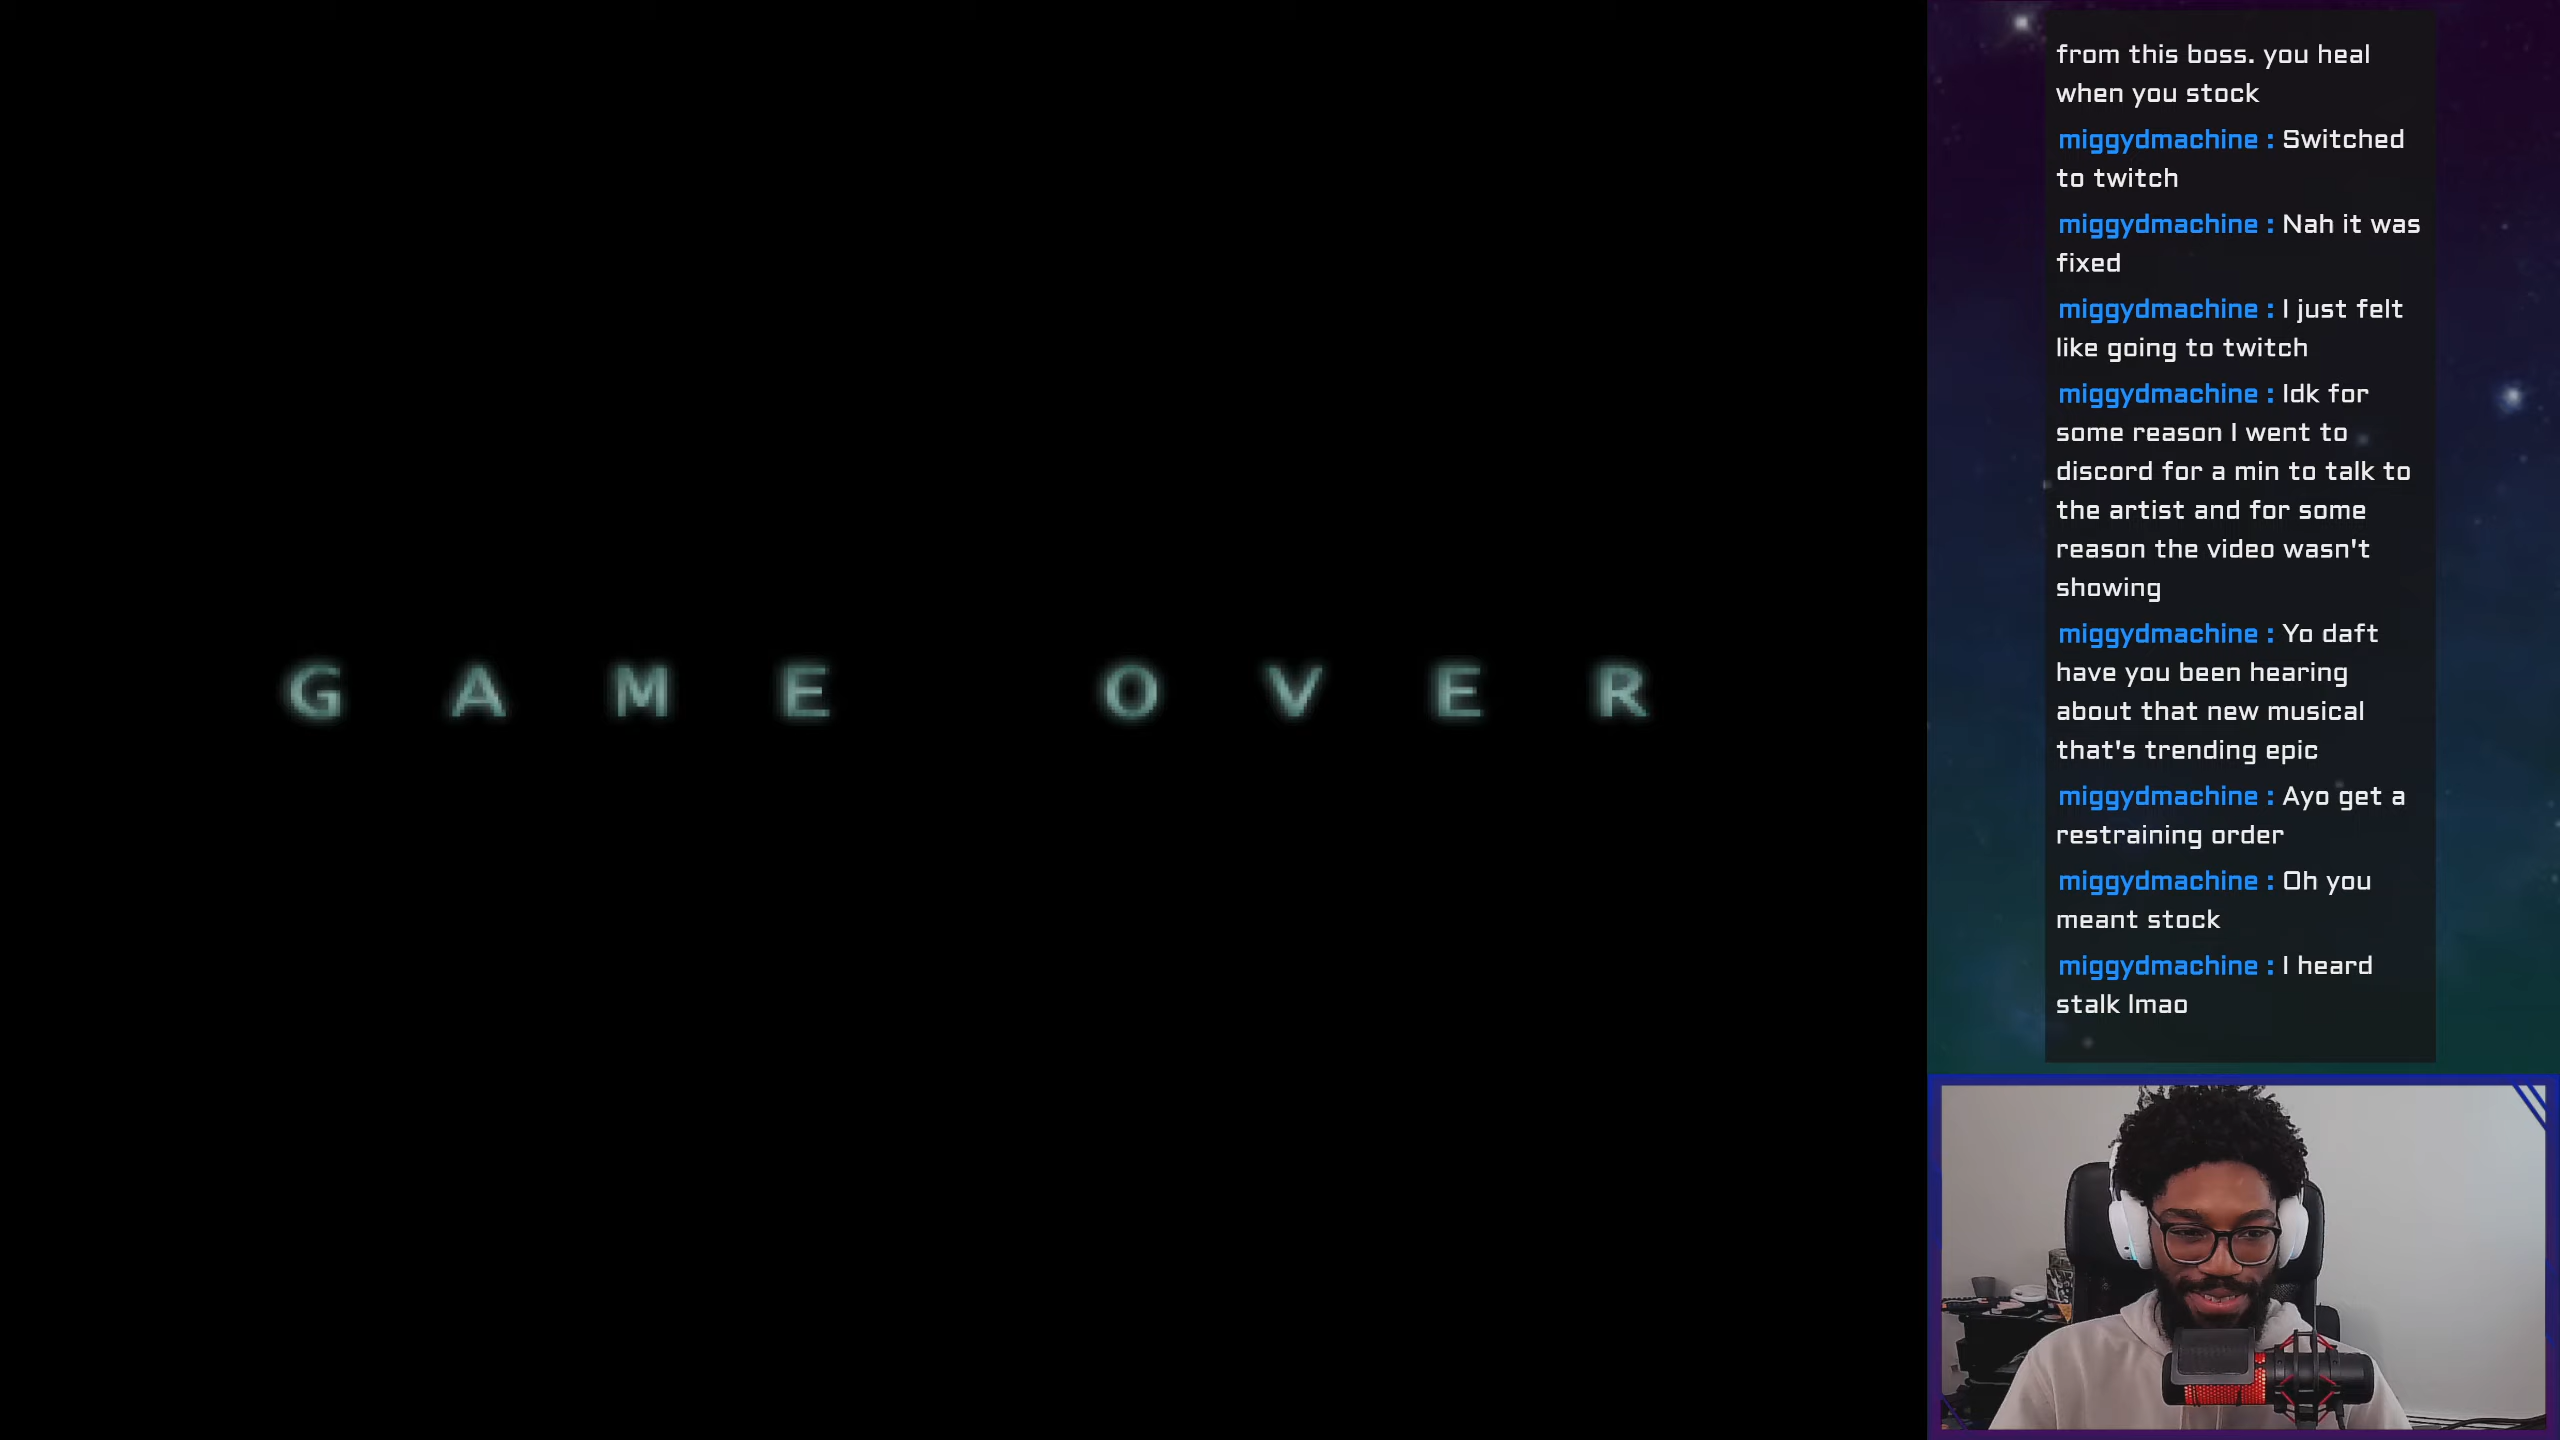 G A M E O V E R
from this boss. you heal
when you stock
miggydmachine : Switched
to twitch
miggydmachine : Nah it was
fixed
miggydmachine : I just felt
like going to twitch
miggydmachine : Idk for
some reason I went to
discord for a min to talk to
the artist and for some
reason the video wasn't
showing
miggydmachine : Yo daft
have you been hearing
about that new musical
that's trending epic
miggydmachine : Ayo get a
restraining order
miggydmachine : Oh you
meant stock
miggydmachine : I heard
stalk lmao